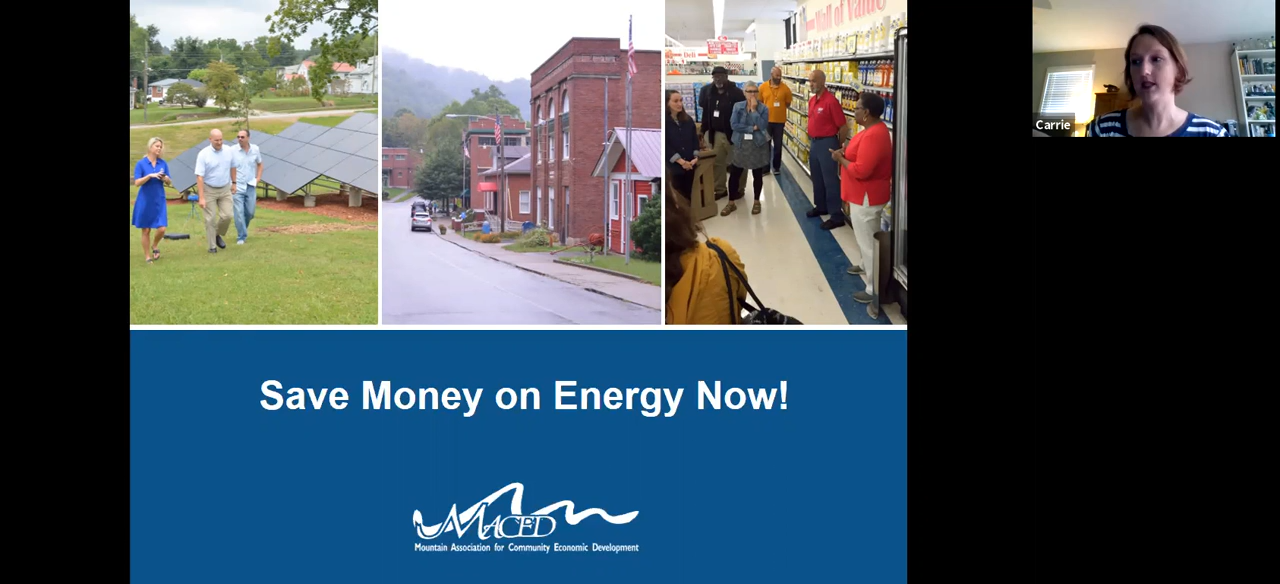 Wall of Value
Deli
Carrie
Save Money on Energy Now!
MACED
Mountain Association for Community Economic Development